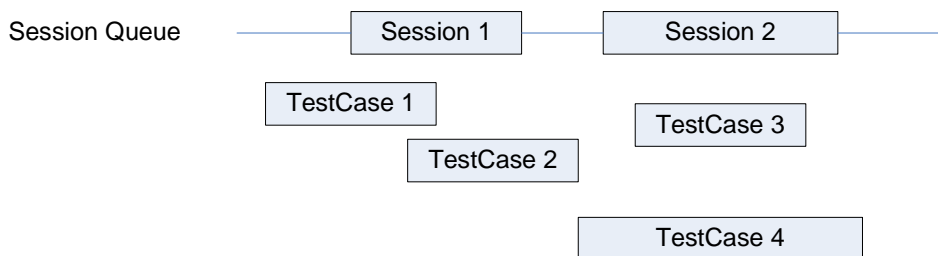 Session Queue Session 1 Session 2
TestCase 1
TestCase 3
TestCase 2
TestCase 4